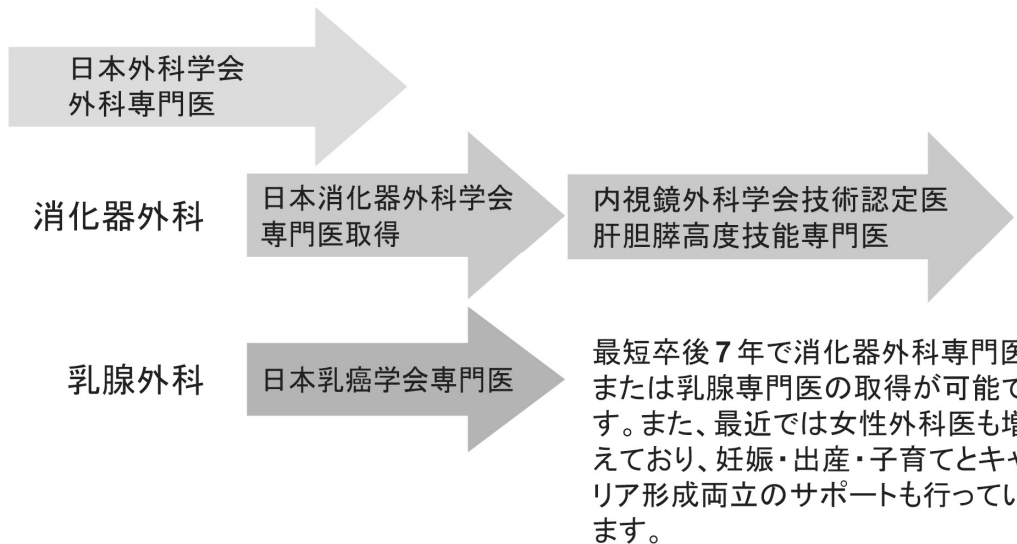 日本外科学会
外科専門医
消化器外科
日本消化器外科学会
専門医取得
内視鏡外科学会技術認定医
肝胆膵高度技能専門医
乳腺外科
日本乳癌学会専門医
最短卒後7年で消化器外科専門医
または乳腺専門医の取得が可能で
す。また、最近では女性外科医も増
えており、妊娠・出産・子育てとキャ
リア形成両立のサポートも行ってい
ます。